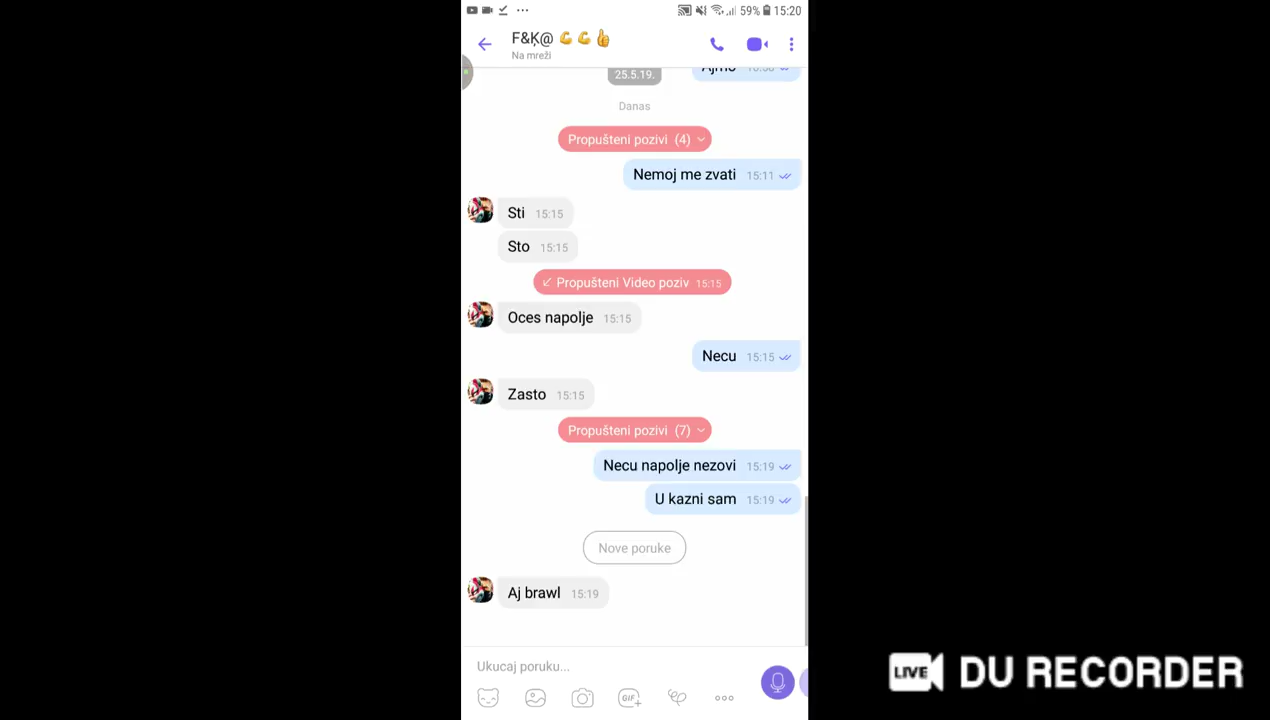 59% 15:20
F&Ķ@ 💪💪👍
Na mreži
25.5.19.
Danas
Propušteni pozivi (4)
Nemoj me zvati 15:11
Sti 15:15
Sto 15:15
Propušteni Video poziv 15:15
Oces napolje 15:15
Necu 15:15
Zasto 15:15
Propušteni pozivi (7)
Necu napolje nezovi 15:19
U kazni sam 15:19
Nove poruke
Aj brawl 15:19
Ukucaj poruku...
GIF
LIVE DU RECORDER